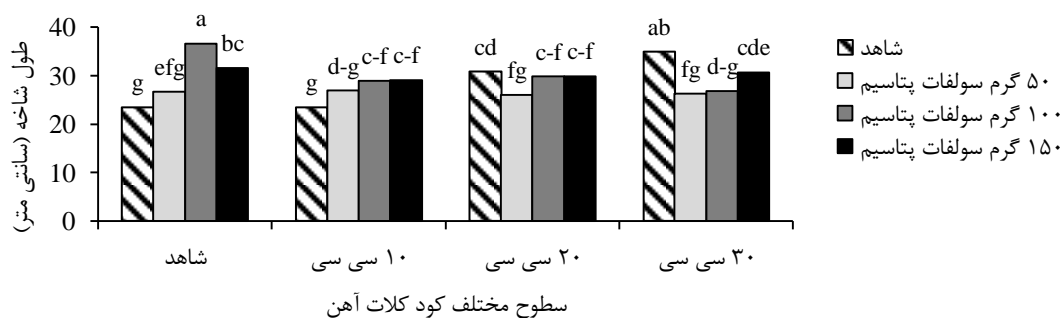 طول شاخه (سانتی متر)
40
30
20
10
0
g efg a bc
g d-g c-f c-f
cd fg c-f c-f
ab fg d-g cde
شاهد
۱۰ سی سی
۲۰ سی سی
۳۰ سی سی
سطوح مختلف کود کلات آهن
شاهد
۵۰ گرم سولفات پتاسیم
۱۰۰ گرم سولفات پتاسیم
۱۵۰ گرم سولفات پتاسیم